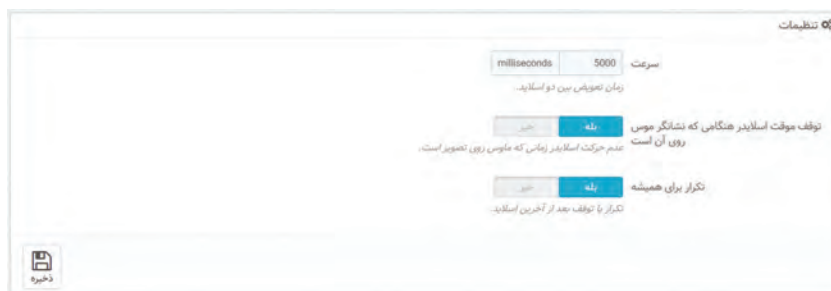 تنظیمات
سرعت
5000 milliseconds
زمان تعویض بین دو اسلاید.
توقف موقت اسلایدر هنگامی که نشانگر موس
روی آن است
بله خیر
عدم حرکت اسلایدر زمانی که ماوس روی تصویر است.
تکرار برای همیشه
بله خیر
تکرار یا توقف بعد از آخرین اسلاید.
ذخیره